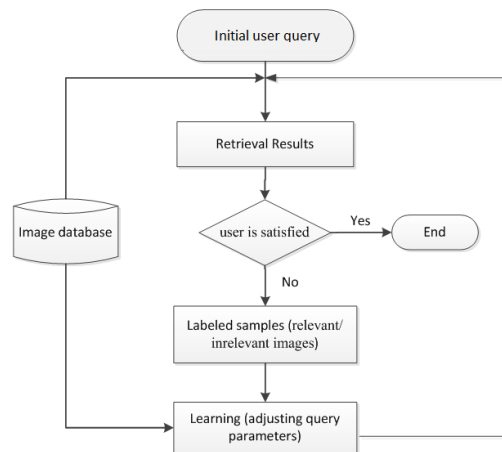 Initial user query
Retrieval Results
Image database
user is satisfied
Yes
End
No
Labeled samples (relevant/
inrelevant images)
Learning (adjusting query
parameters)